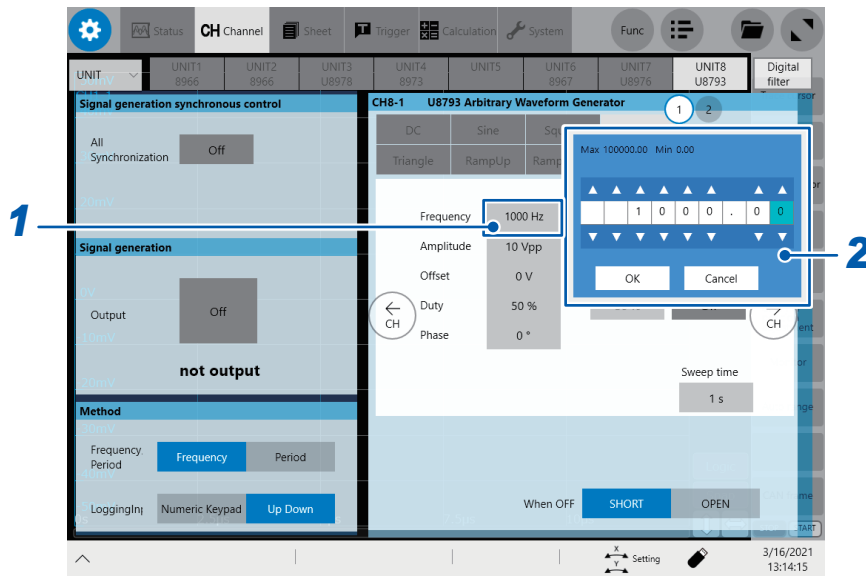 Status CH Channel Sheet Trigger Calculation System Func
UNIT
UNIT1 8966
UNIT2 8966
UNIT3 U8978
UNIT4 8973
UNIT5
UNIT6 8967
UNIT7 U8976
UNIT8 U8793
Digital filter
Signal generation synchronous control
CH8-1 U8793 Arbitrary Waveform Generator
1 2
All Synchronization
Off
DC Sine
Triangle RampUp
Max 100000.00 Min 0.00
1 0 0 0 . 0 0
OK Cancel
1
2
Frequency 1000 Hz
Amplitude 10 Vpp
Offset 0 V
Duty 50 %
Phase 0 °
← CH
CH
Signal generation
Output Off
not output
Sweep time
1 s
Method
Frequency. Period
Frequency Period
LoggingInj Numeric Keypad Up Down
When OFF SHORT OPEN
Setting
X
Y
3/16/2021
13:14:15